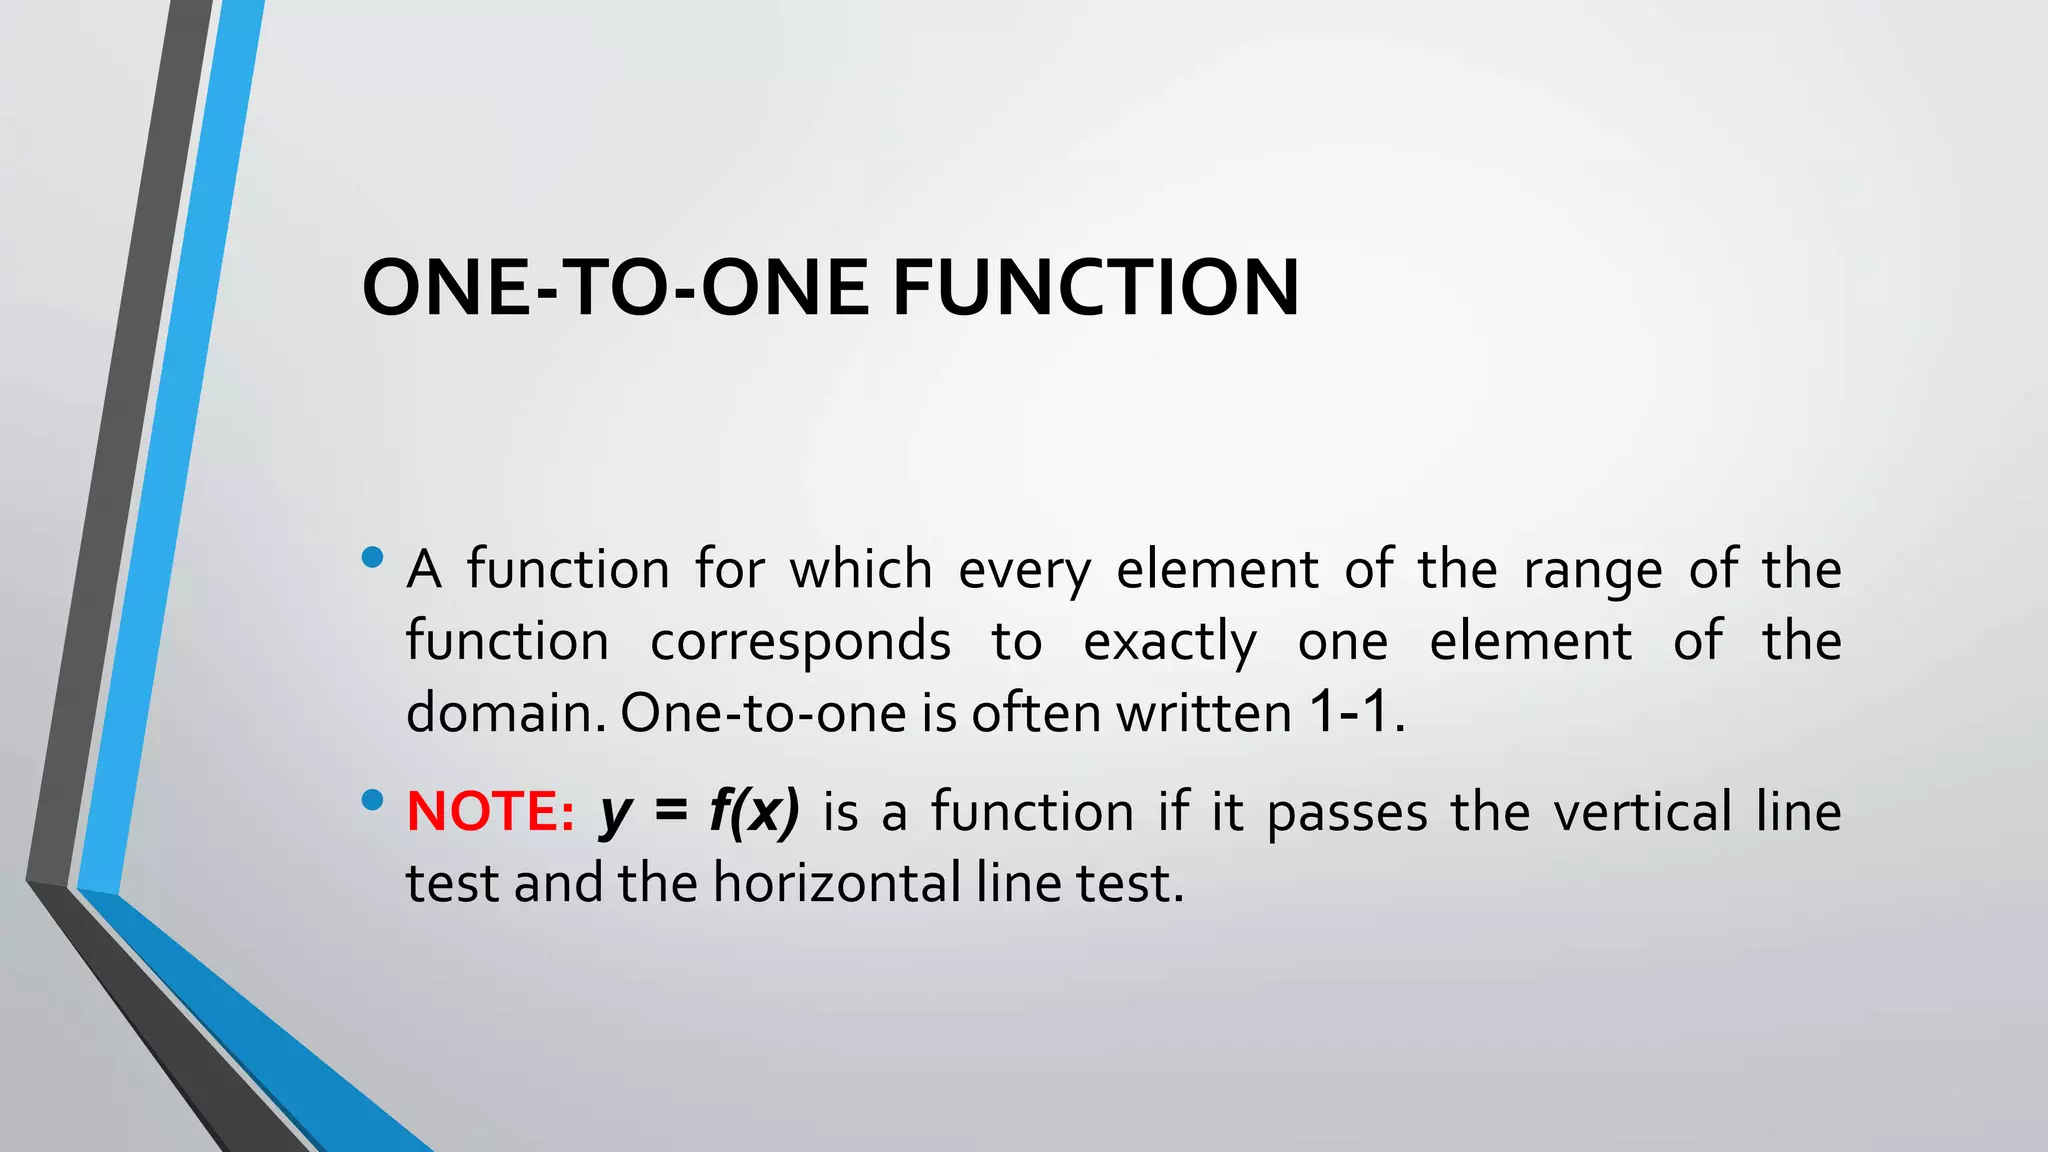 ONE-TO-ONE FUNCTION
• A function for which every element of the range of the
function corresponds to exactly one element of the
domain. One-to-one is often written 1-1.
• NOTE: y = f(x) is a function if it passes the vertical line
test and the horizontal line test.